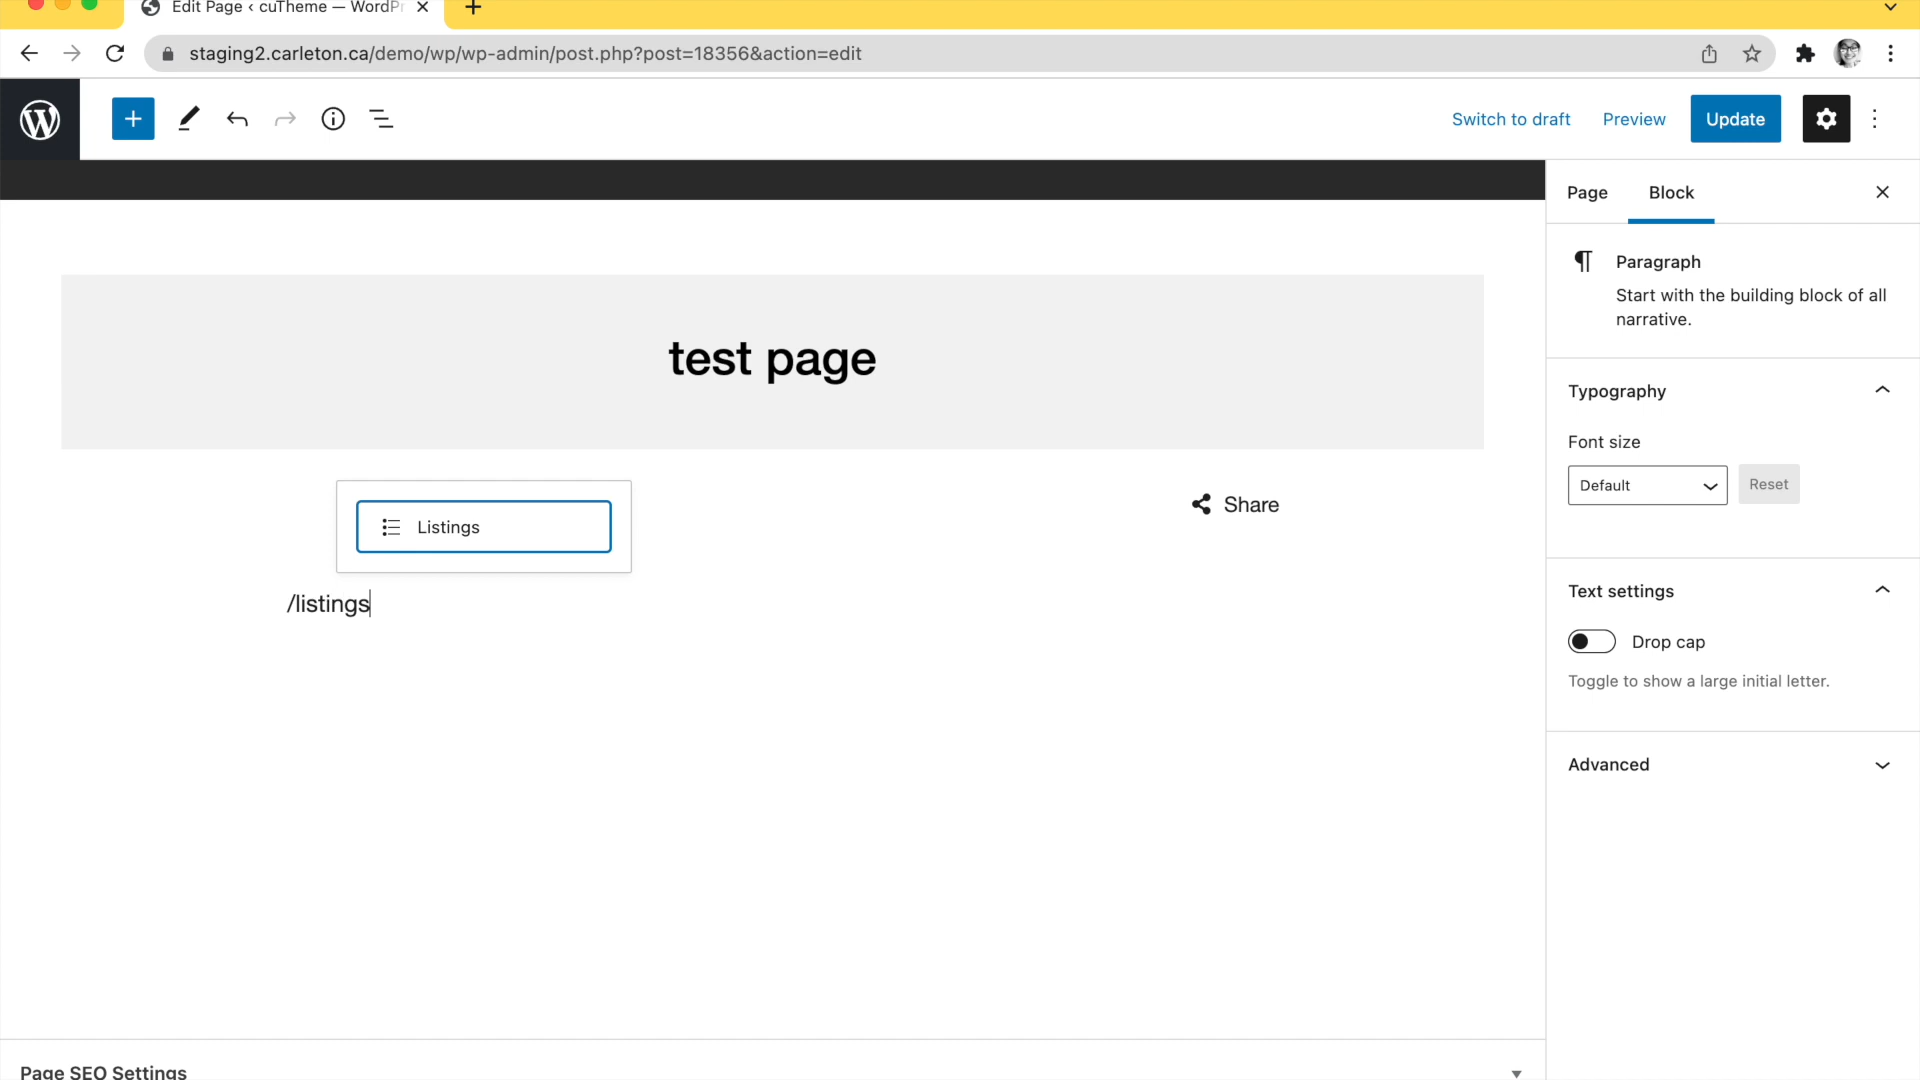 Edit Page ‹ cuTheme — WordPr
staging2.carleton.ca/demo/wp/wp-admin/post.php?post=18356&action=edit
Switch to draft
Preview
Update
Page
Block
Paragraph
Start with the building block of all
narrative.
test page
Typography
Font size
Default
Reset
Listings
Share
/listings
Text settings
Drop cap
Toggle to show a large initial letter.
Advanced
Page SEO Settings